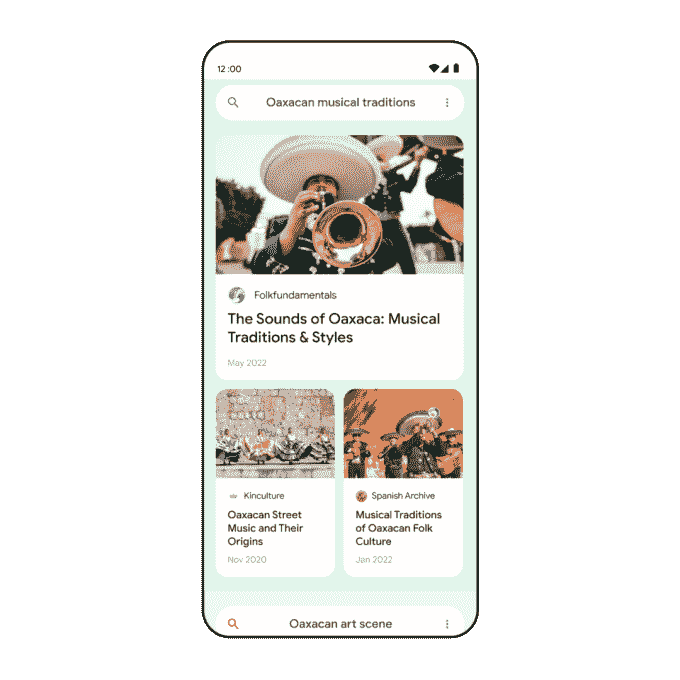 12:00
Oaxacan musical traditions
Folkfundamentals
The Sounds of Oaxaca: Musical
Traditions & Styles
May 2022
Kinculture
Oaxacan Street
Music and Their
Origins
Nov 2020
Spanish Archive
Musical Traditions
of Oaxacan Folk
Culture
Jan 2022
Oaxacan art scene